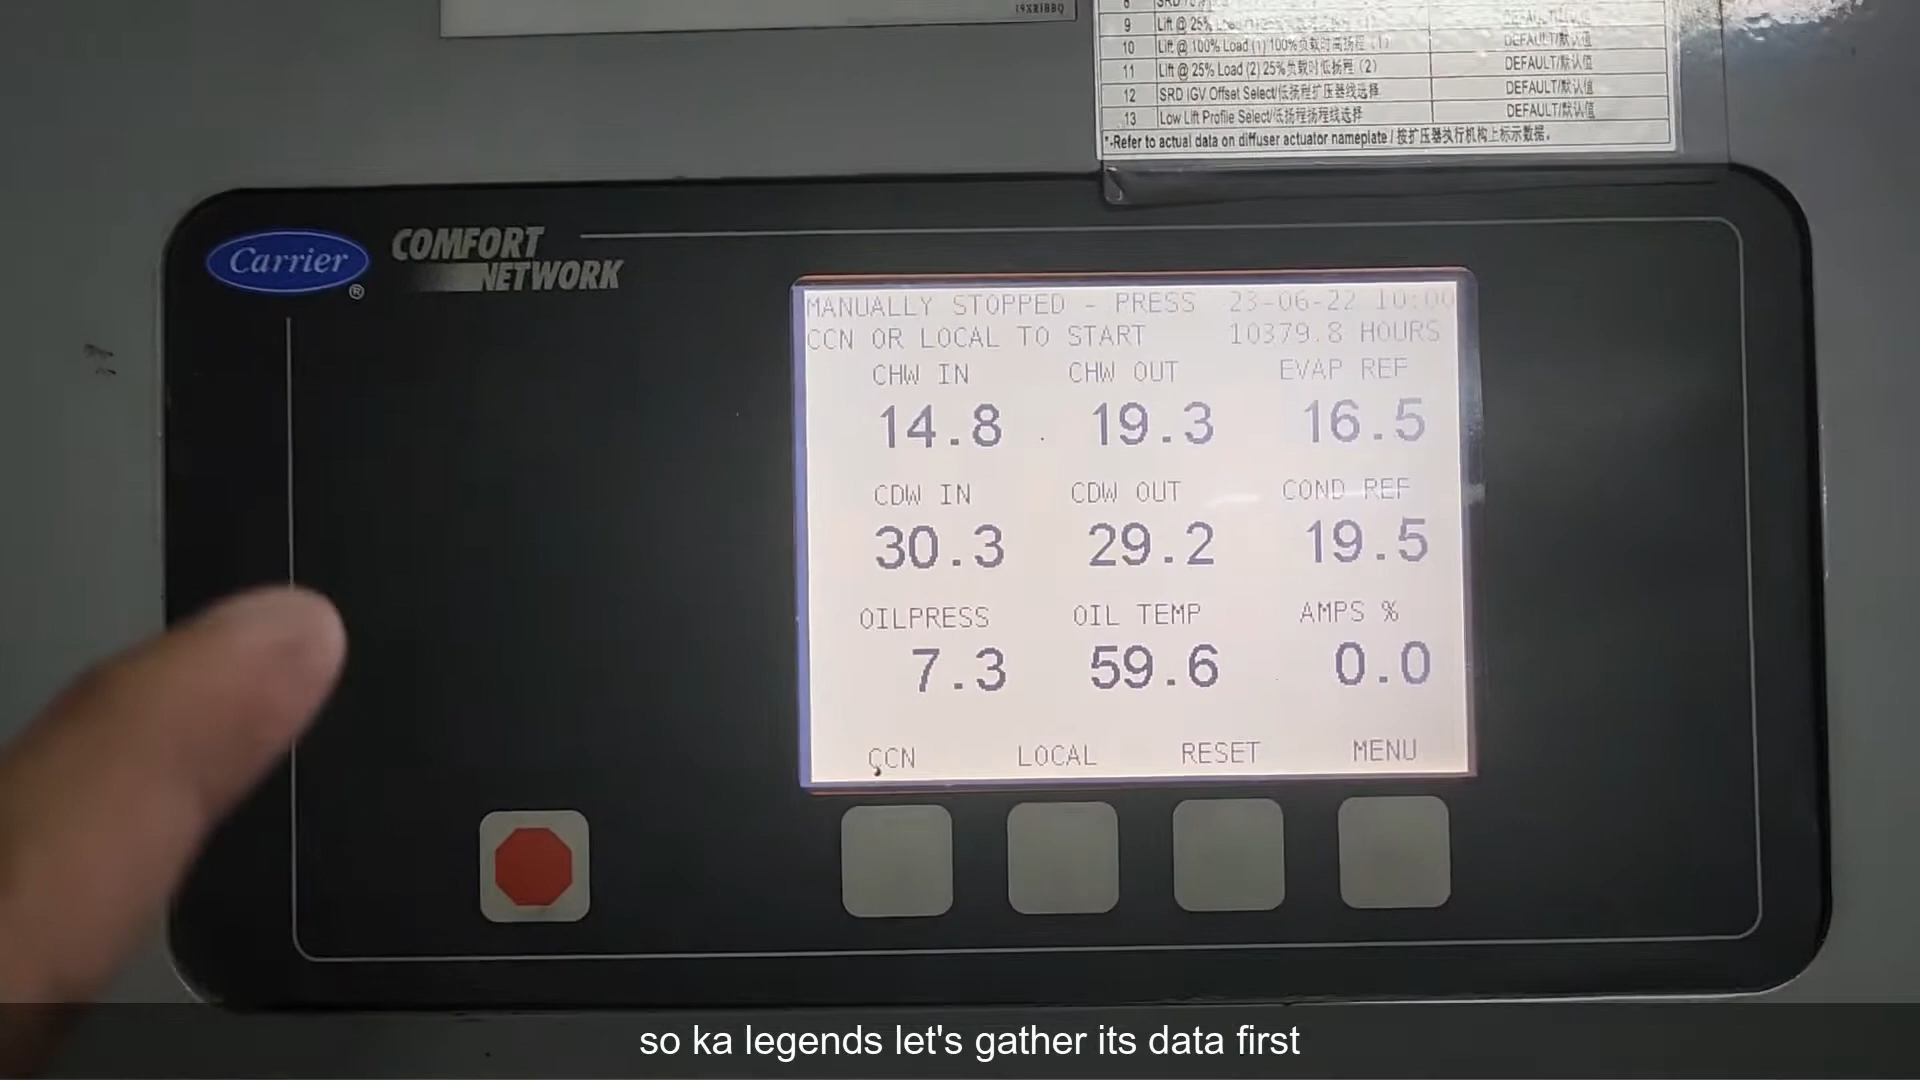 19XR1BBQ
9 Lift @ 25%
10 Lift @ 100% Load (1) 100%负载时高扬程 (1) DEFAULT/默认值
11 Lift @ 25% Load (2) 25%负载时低扬程 (2) DEFAULT/默认值
12 SRD IGV Offset Select/低扬程扩压器线选择 DEFAULT/默认值
13 Low Lift Profile Select/低扬程扬程线选择 DEFAULT/默认值
*-Refer to actual data on diffuser actuator nameplate / 按扩压器执行机构上标示数据.
Carrier
®
COMFORT
NETWORK
MANUALLY STOPPED - PRESS 23-06-22 10:00
CCN OR LOCAL TO START 10379.8 HOURS
CHW IN CHW OUT EVAP REF
14.8 19.3 16.5
CDW IN CDW OUT COND REF
30.3 29.2 19.5
OILPRESS OIL TEMP AMPS %
7.3 59.6 0.0
CCN LOCAL RESET MENU
so ka legends let's gather its data first